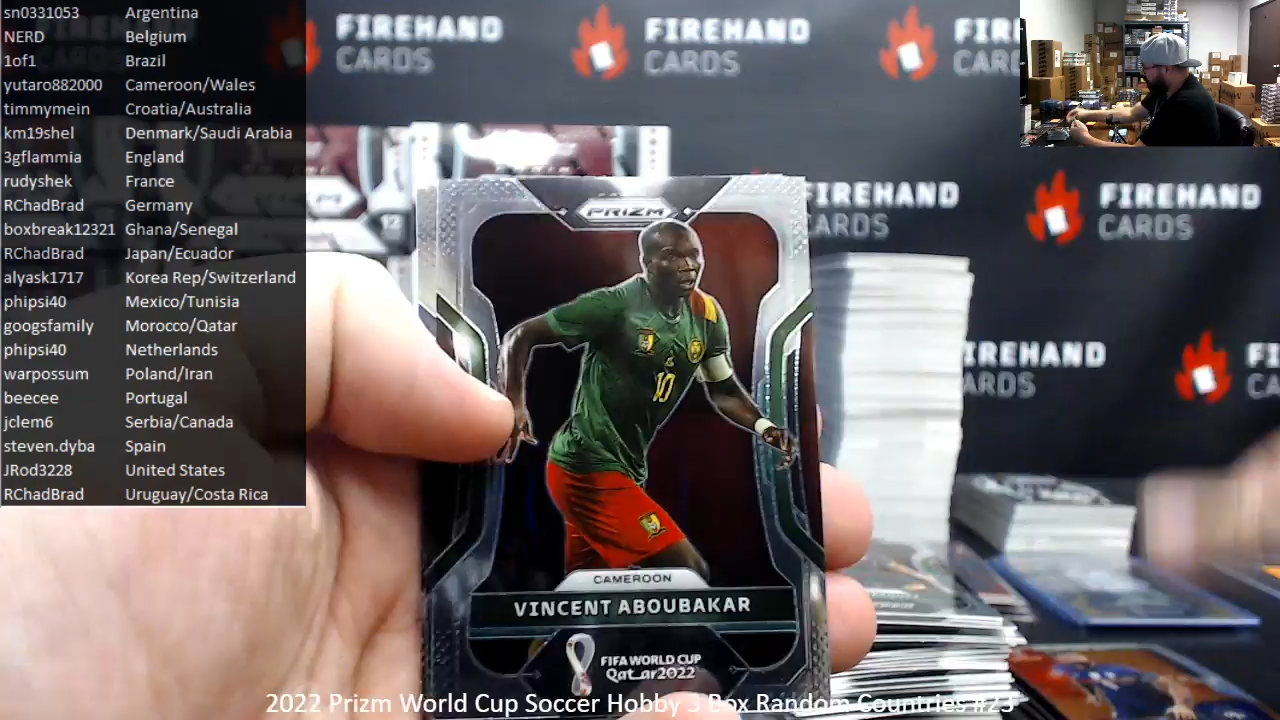 sn0331053 Argentina
NERD Belgium
1of1 Brazil
yutaro882000 Cameroon/Wales
timmymein Croatia/Australia
km19shel Denmark/Saudi Arabia
3gflammia England
rudyshek France
RChadBrad Germany
boxbreak12321 Ghana/Senegal
RChadBrad Japan/Ecuador
alyask1717 Korea Rep/Switzerland
phipsi40 Mexico/Tunisia
googsfamily Morocco/Qatar
phipsi40 Netherlands
warpossum Poland/Iran
beecee Portugal
jclem6 Serbia/Canada
steven.dyba Spain
JRod3228 United States
RChadBrad Uruguay/Costa Rica
FIREHAND
CARDS
FIREHAND
CARDS
FIREHAND
CARDS
FIREHAND
CARDS
12
PRIZM
10
CAMEROON
VINCENT ABOUBAKAR
FIFA WORLD CUP
Qatar2022
2022 Prizm World Cup Soccer Hobby 3 Box Random Countries #23